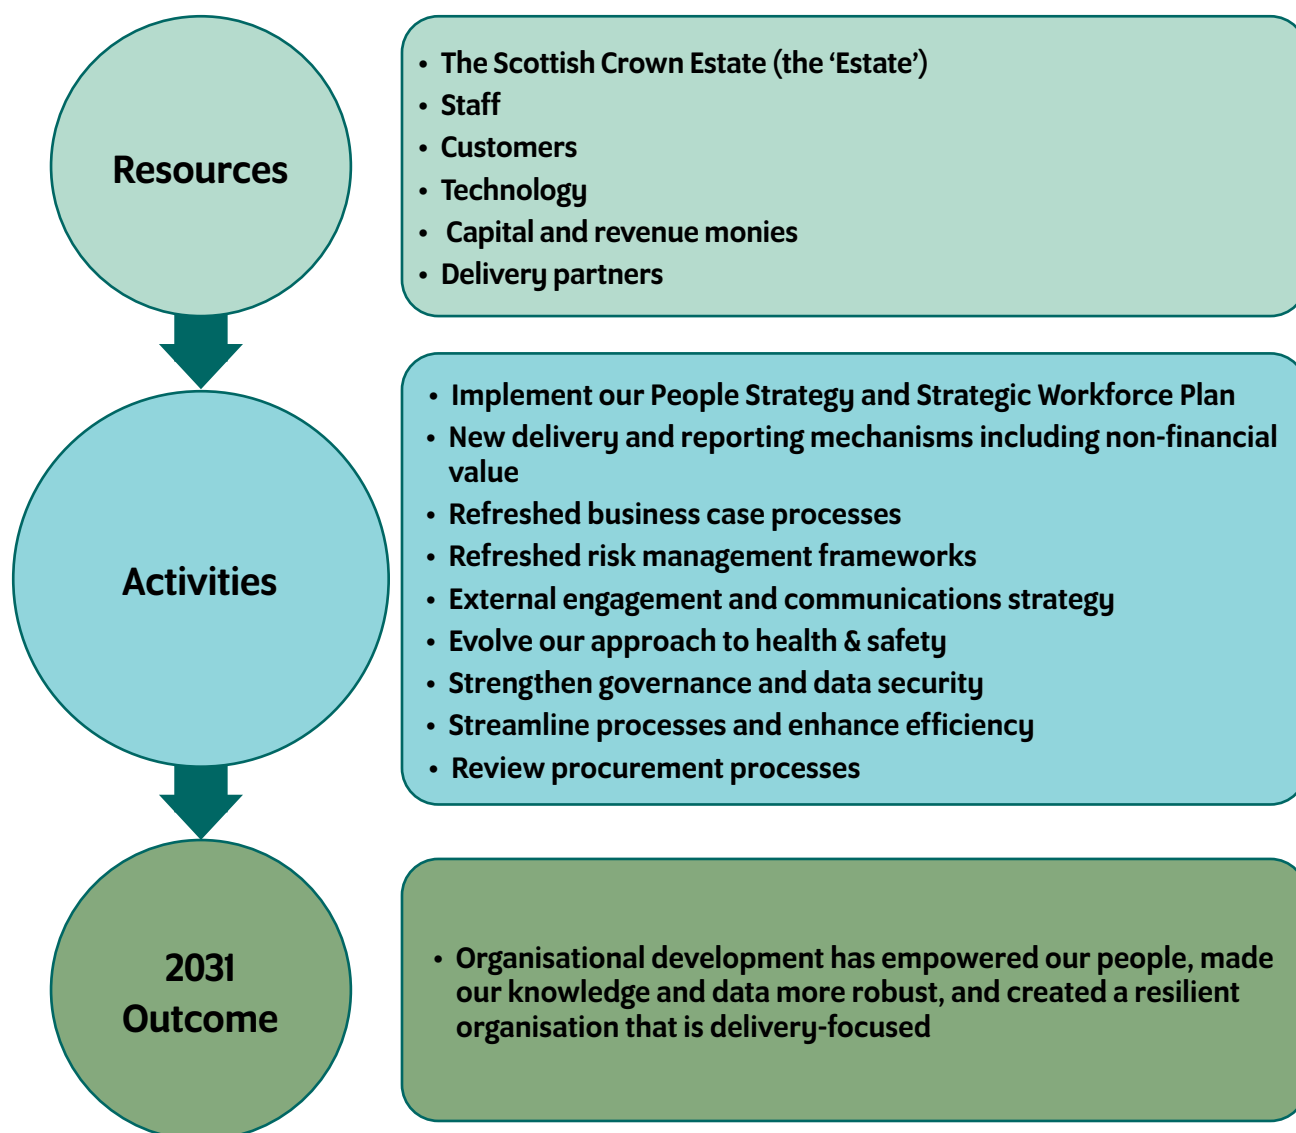 Resources
• The Scottish Crown Estate (the ‘Estate’)
• Staff
• Customers
• Technology
• Capital and revenue monies
• Delivery partners
Activities
• Implement our People Strategy and Strategic Workforce Plan
• New delivery and reporting mechanisms including non-financial
value
• Refreshed business case processes
• Refreshed risk management frameworks
• External engagement and communications strategy
• Evolve our approach to health & safety
• Strengthen governance and data security
• Streamline processes and enhance efficiency
• Review procurement processes
2031
Outcome
• Organisational development has empowered our people, made
our knowledge and data more robust, and created a resilient
organisation that is delivery-focused